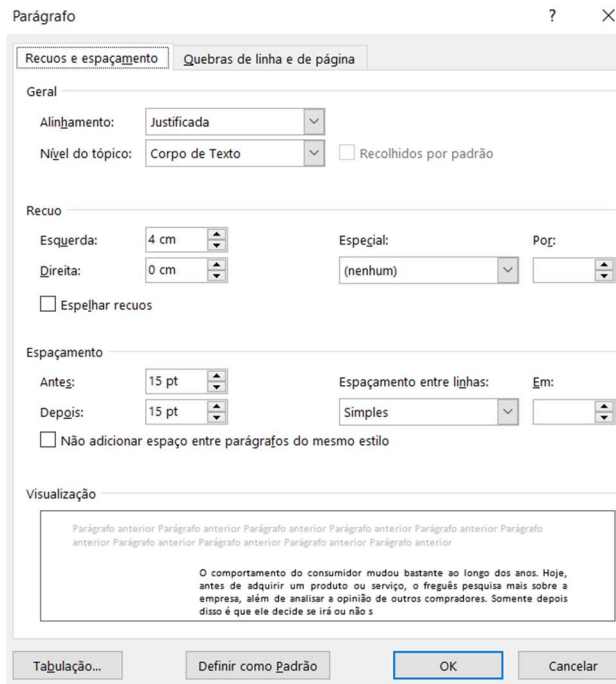 Parágrafo ? ×
Recuos e espaçamento Quebras de linha e de página
Geral
Alinhamento: Justificada
Nível do tópico: Corpo de Texto Recolhidos por padrão
Recuo
Esquerda: 4 cm Especial: Por:
Direita: 0 cm (nenhum)
Espelhar recuos
Espaçamento
Antes: 15 pt Espaçamento entre linhas: Em:
Depois: 15 pt Simples
Não adicionar espaço entre parágrafos do mesmo estilo
Visualização
Parágrafo anterior Parágrafo anterior Parágrafo anterior Parágrafo anterior Parágrafo anterior Parágrafo
anterior Parágrafo anterior Parágrafo anterior Parágrafo anterior Parágrafo anterior
O comportamento do consumidor mudou bastante ao longo dos anos. Hoje,
antes de adquirir um produto ou serviço, o freguês pesquisa mais sobre a
empresa, além de analisar a opinião de outros compradores. Somente depois
disso é que ele decide se irá ou não s
Tabulação... Definir como Padrão OK Cancelar